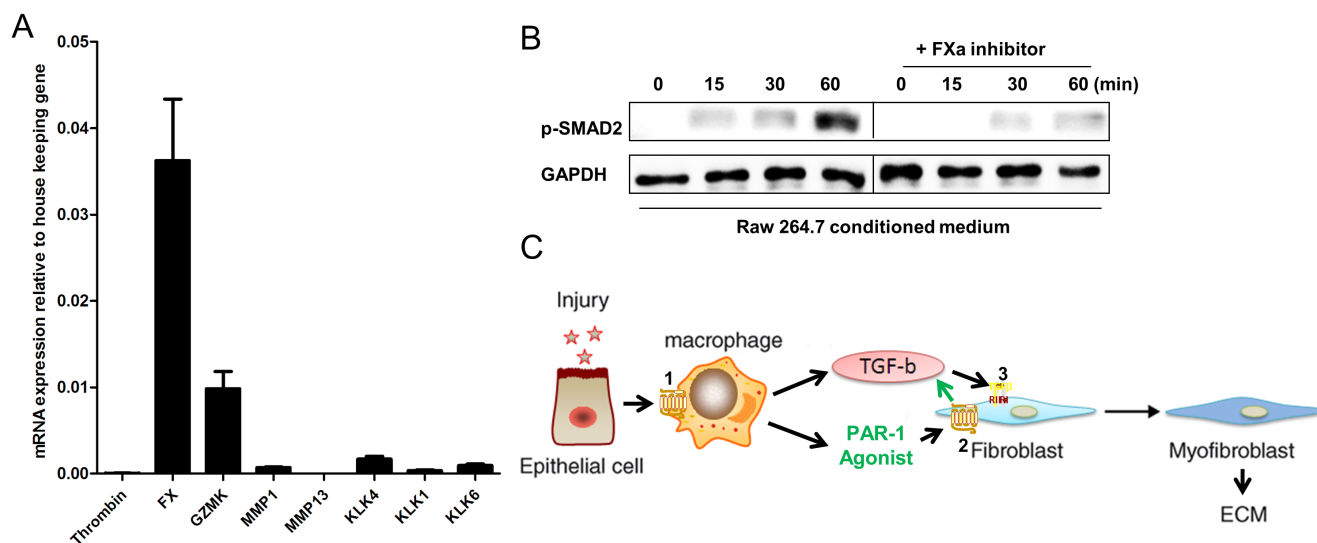 A
mRNA expression relative to house keeping gene
0.05
0.04
0.03
0.02
0.01
0.00
Thrombin
FX
GZMK
MMP1
MMP13
KLK4
KLK1
KLK6
B
+ FXa inhibitor
0 15 30 60 0 15 30 60 (min)
p-SMAD2
GAPDH
Raw 264.7 conditioned medium
C
Injury
Epithelial cell
1
macrophage
TGF-b
PAR-1
Agonist
3
2
Fibroblast
Myofibroblast
ECM